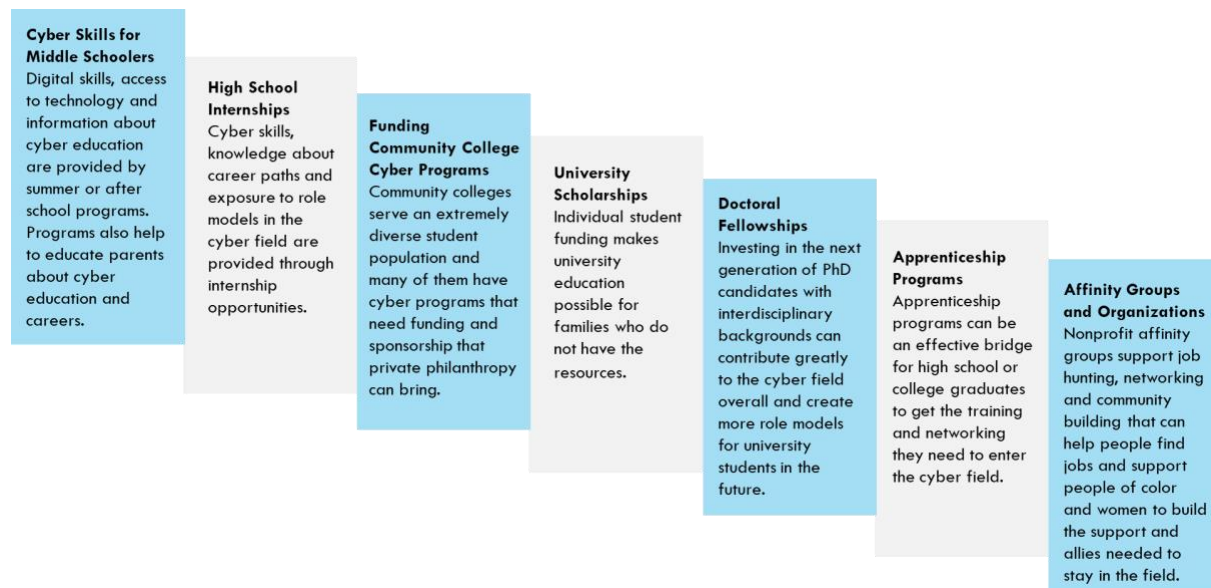 Cyber Skills for
Middle Schoolers
Digital skills, access
to technology and
information about
cyber education
are provided by
summer or after
school programs.
Programs also help
to educate parents
about cyber
education and
careers.
High School
Internships
Cyber skills,
knowledge about
career paths and
exposure to role
models in the
cyber field are
provided through
internship
opportunities.
Funding
Community College
Cyber Programs
Community colleges
serve an extremely
diverse student
population and
many of them have
cyber programs that
need funding and
sponsorship that
private philanthropy
can bring.
University
Scholarships
Individual student
funding makes
university
education
possible for
families who do
not have the
resources.
Doctoral
Fellowships
Investing in the next
generation of PhD
candidates with
interdisciplinary
backgrounds can
contribute greatly
to the cyber field
overall and create
more role models
for university
students in the
future.
Apprenticeship
Programs
Apprenticeship
programs can be
an effective bridge
for high school or
college graduates
to get the training
and networking
they need to enter
the cyber field.
Affinity Groups
and Organizations
Nonprofit affinity
groups support job
hunting, networking
and community
building that can
help people find
jobs and support
people of color
and women to build
the support and
allies needed to
stay in the field.